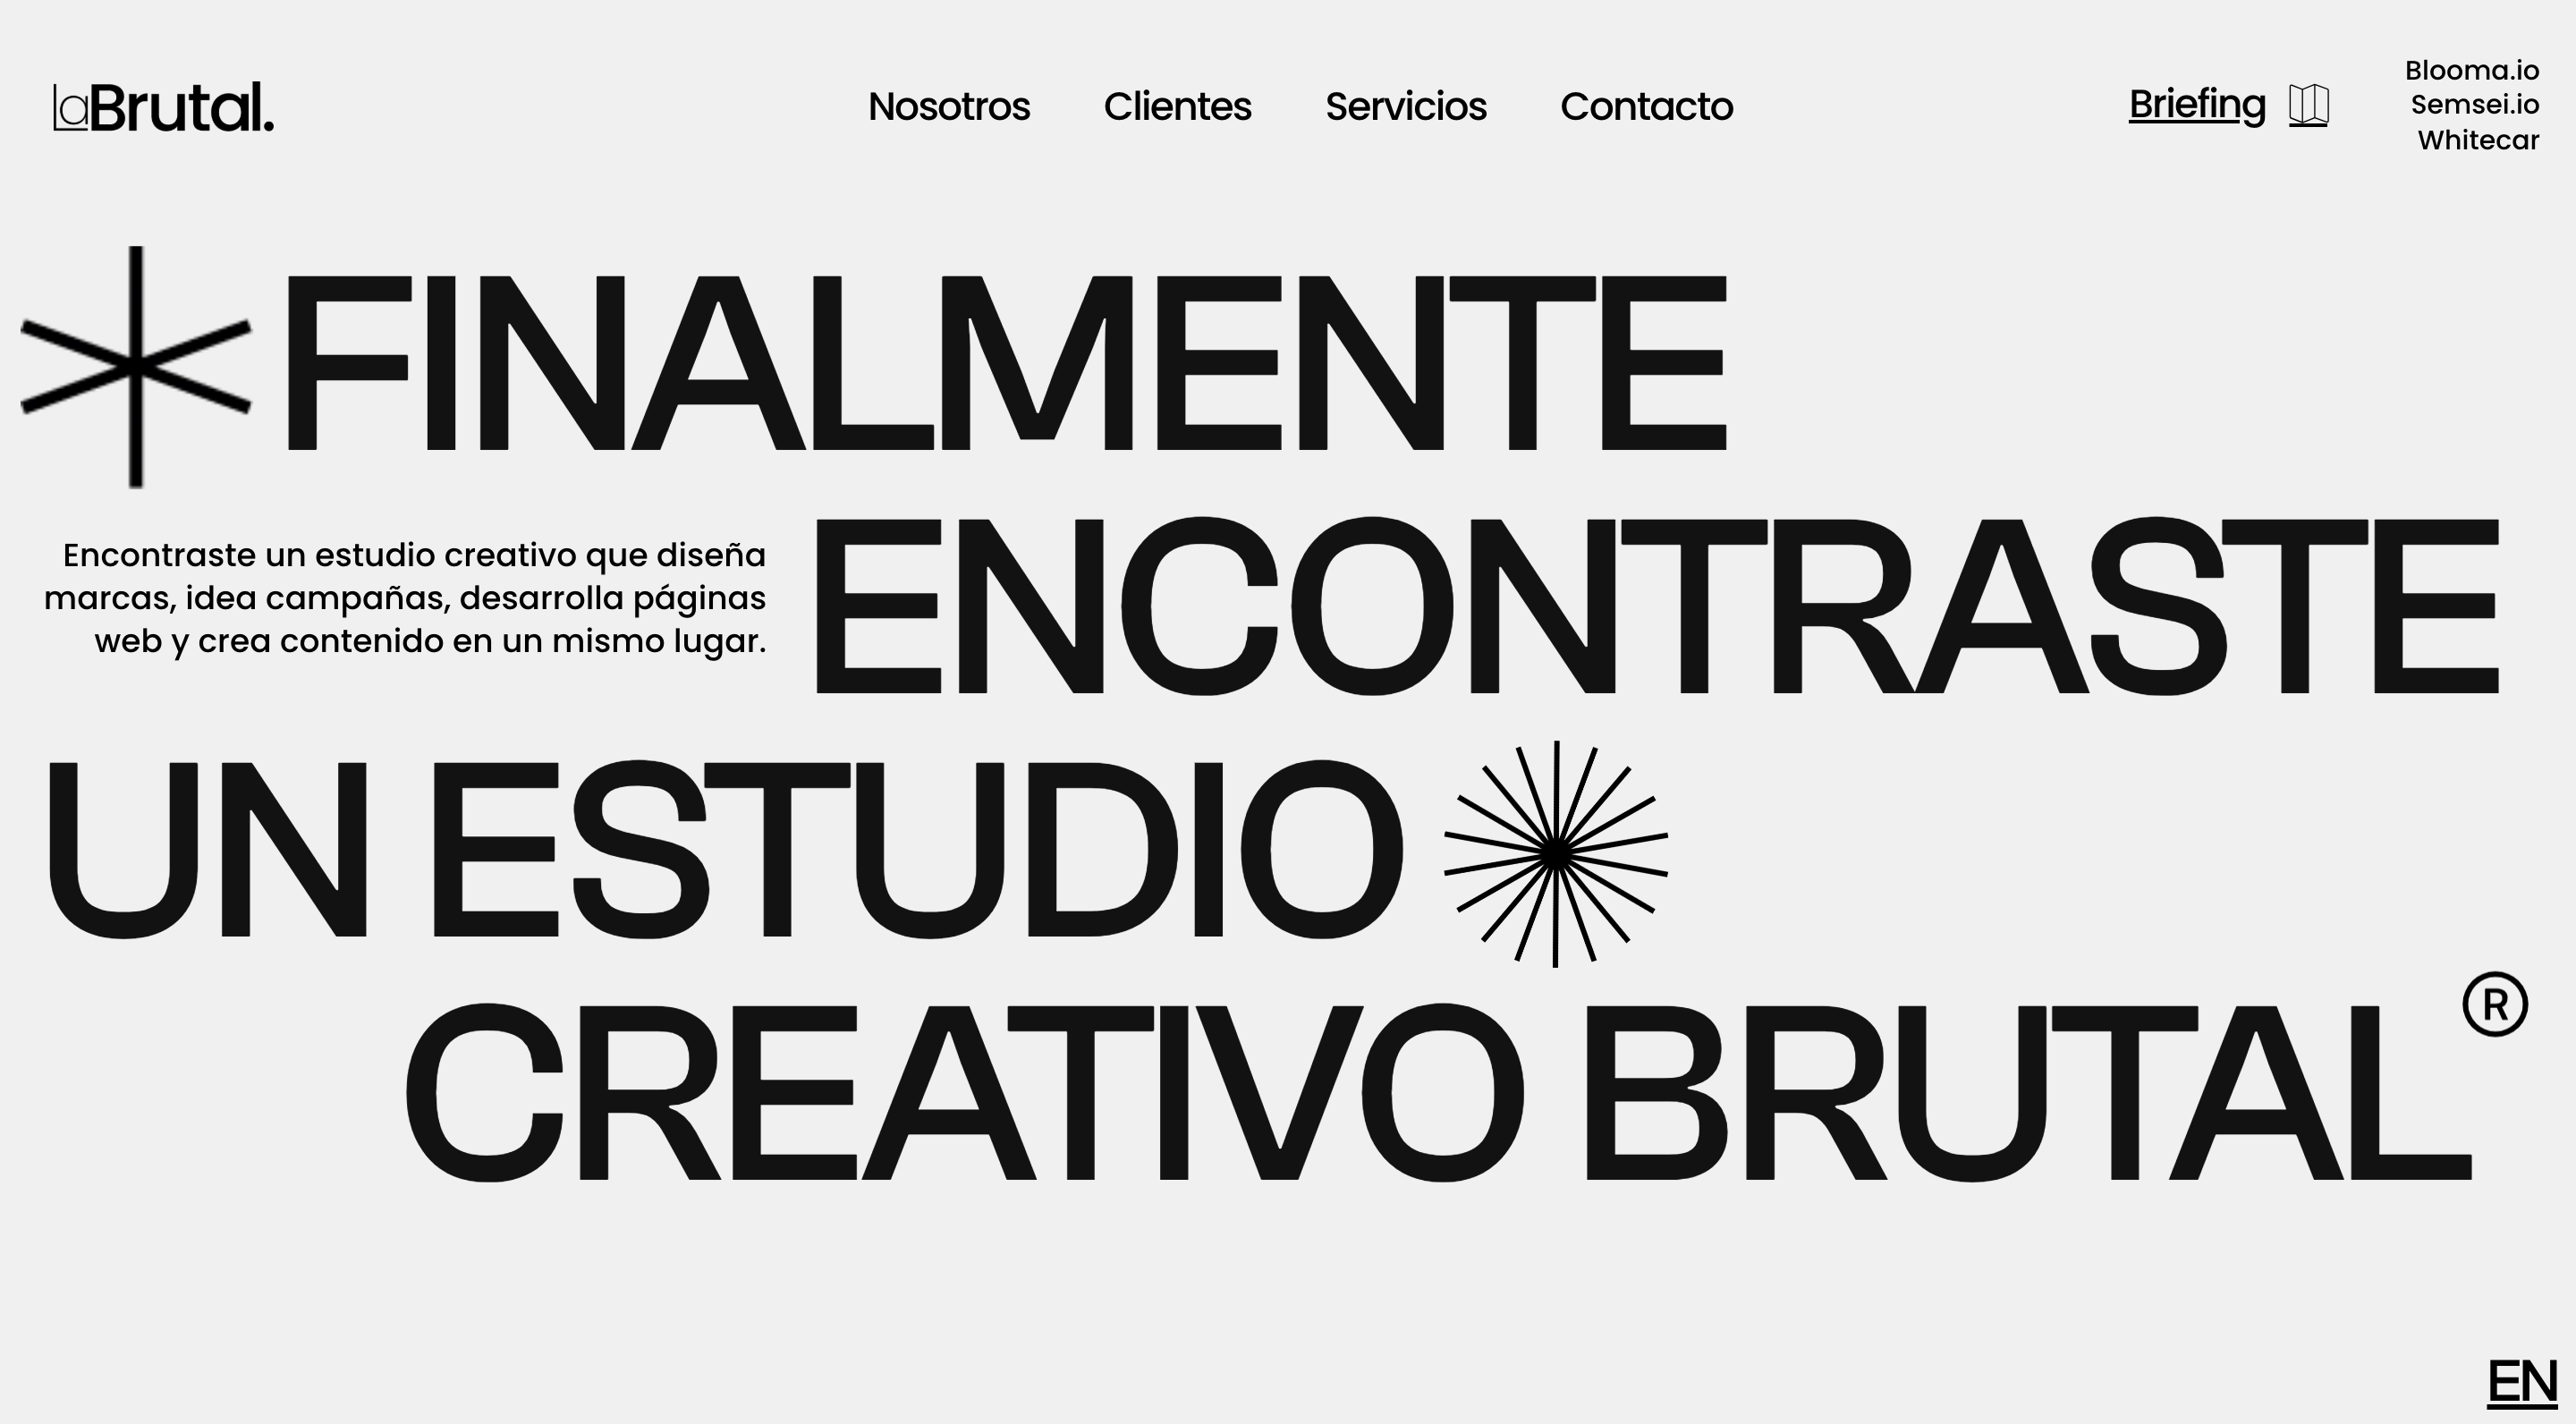 laBrutal.
Nosotros Clientes Servicios Contacto
Briefing
Blooma.io
Semsei.io
Whitecar
FINALMENTE
Encontraste un estudio creativo que diseña
marcas, idea campañas, desarrolla páginas
web y crea contenido en un mismo lugar.
ENCONTRASTE
UN ESTUDIO
CREATIVO BRUTAL®
EN